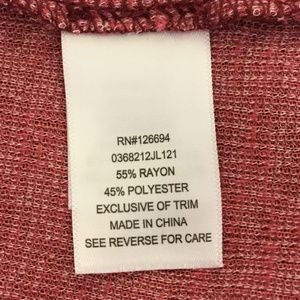 RN#126694
0368212JL121
55% RAYON
45% POLYESTER
EXCLUSIVE OF TRIM
MADE IN CHINA
SEE REVERSE FOR CARE